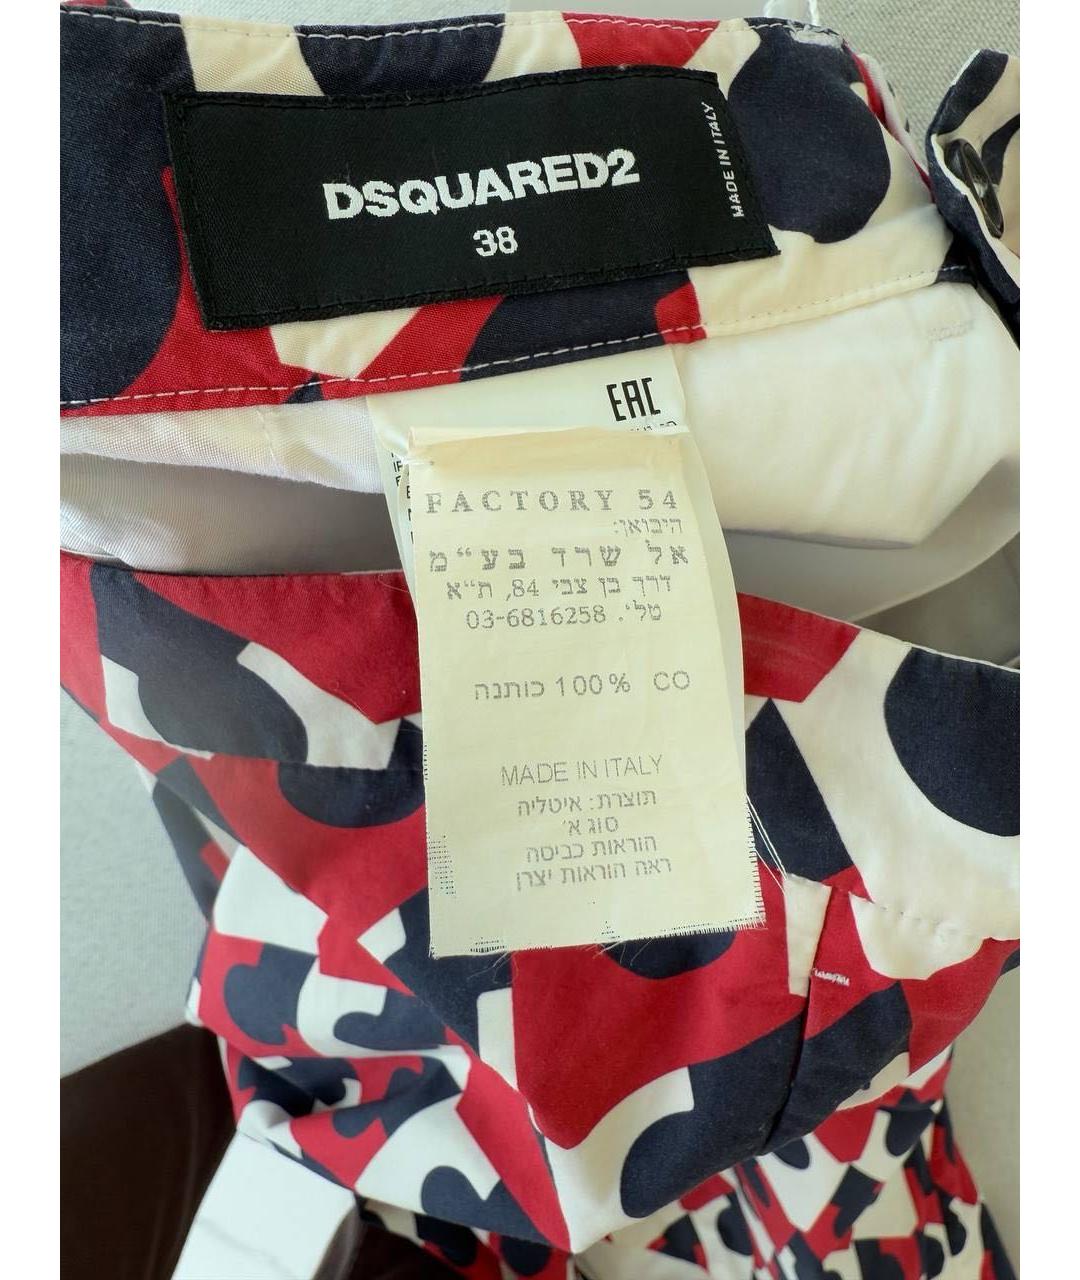 DSQUARED2
38
MADE IN ITALY
EAC
FACTORY 54
היבואן:
אל שרד בע"מ
דרך בן צבי 84, ת"א
טל'. 03-6816258
100% כותנה CO
MADE IN ITALY
תוצרת: איטליה
סוג א'
הוראות כביסה
ראה הוראות יצרן